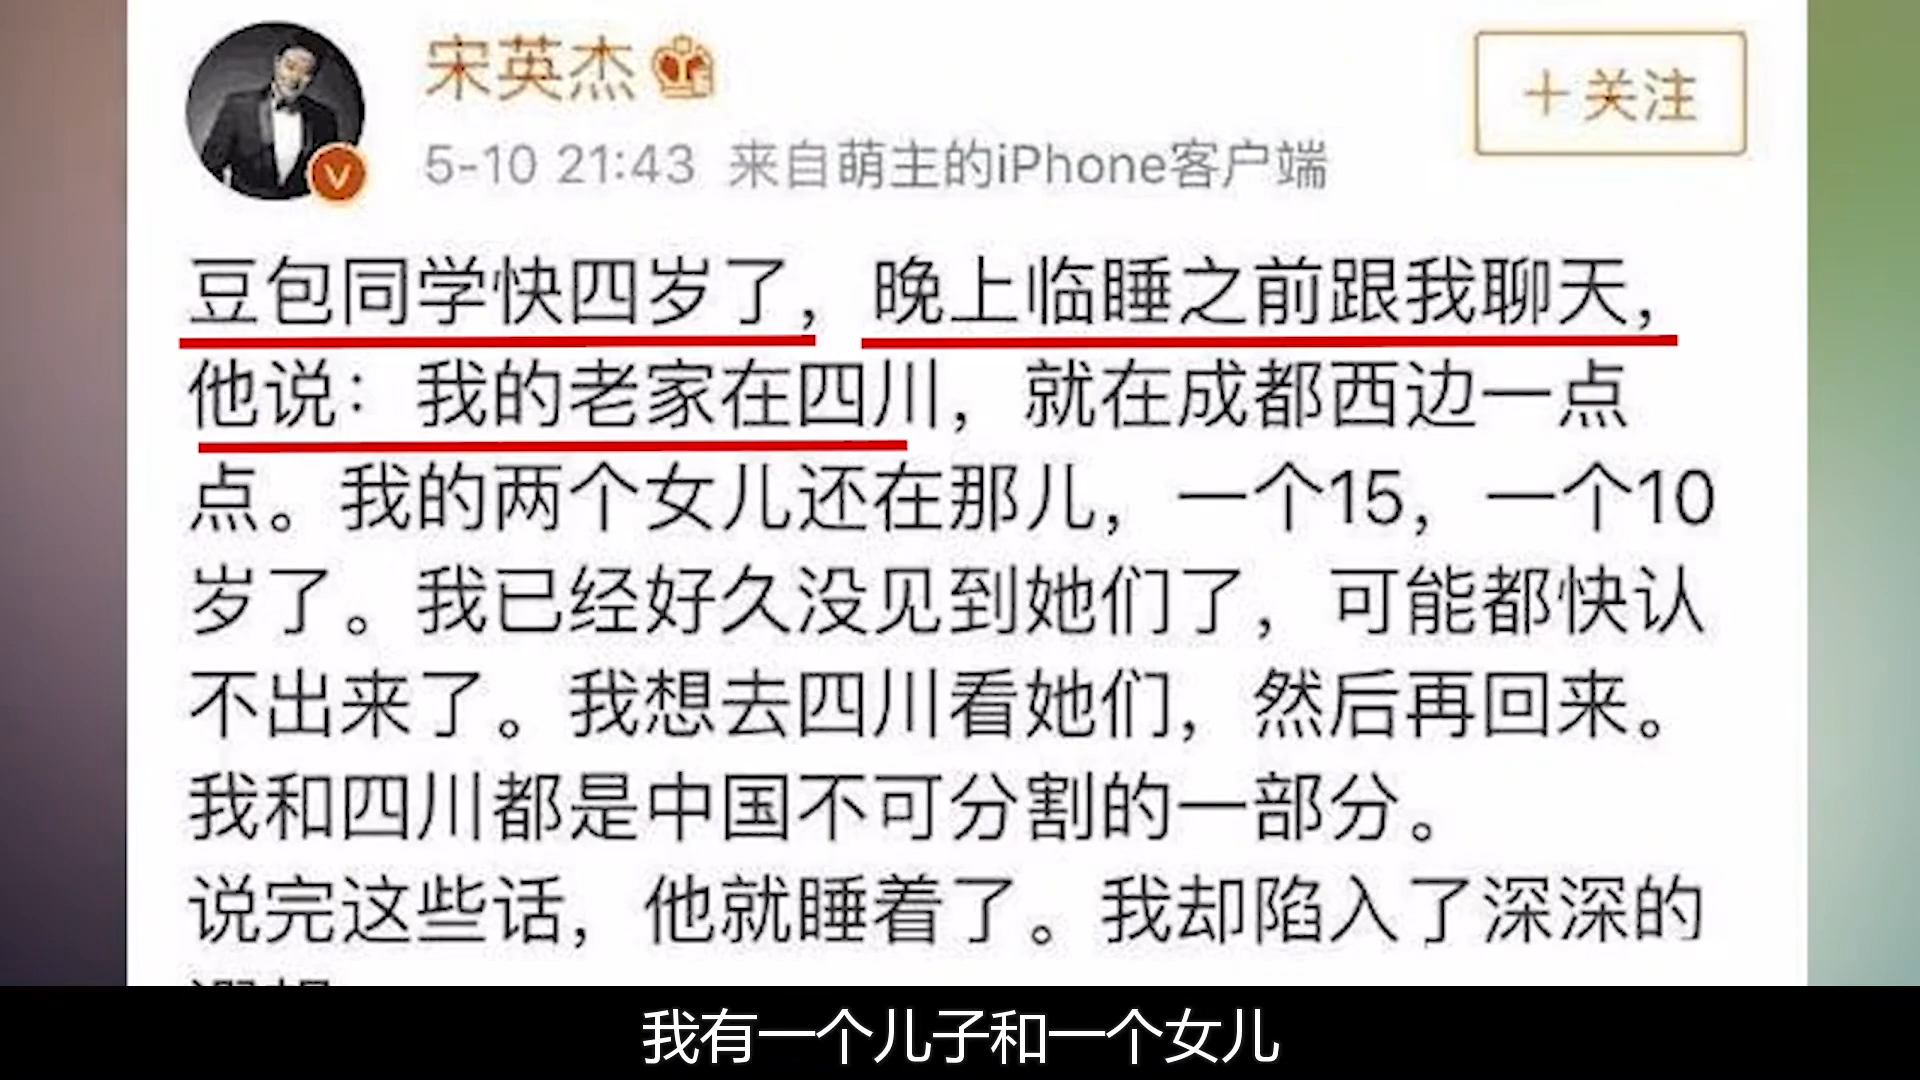 宋英杰
+关注
5-10 21:43 来自萌主的iPhone客户端
豆包同学快四岁了，晚上临睡之前跟我聊天，
他说：我的老家在四川，就在成都西边一点
点。我的两个女儿还在那儿，一个15，一个10
岁了。我已经好久没见到她们了，可能都快认
不出来了。我想去四川看她们，然后再回来。
我和四川都是中国不可分割的一部分。
说完这些话，他就睡着了。我却陷入了深深的
我有一个儿子和一个女儿